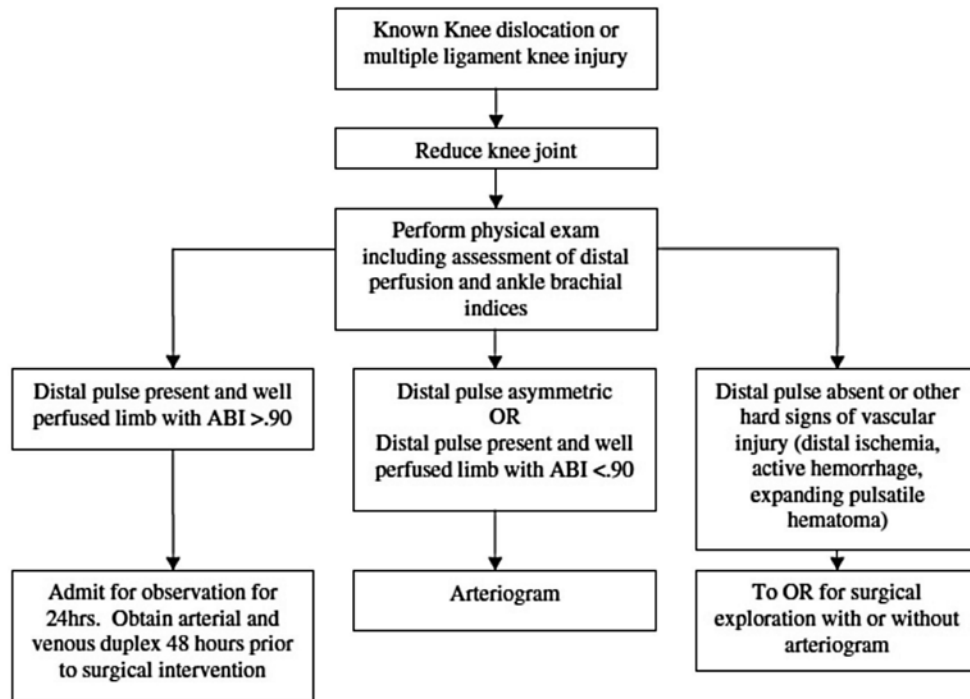 Known Knee dislocation or
multiple ligament knee injury
Reduce knee joint
Perform physical exam
including assessment of distal
perfusion and ankle brachial
indices
Distal pulse present and well
perfused limb with ABI >.90
Distal pulse asymmetric
OR
Distal pulse present and well
perfused limb with ABI <.90
Distal pulse absent or other
hard signs of vascular
injury (distal ischemia,
active hemorrhage,
expanding pulsatile
hematoma)
Admit for observation for
24hrs. Obtain arterial and
venous duplex 48 hours prior
to surgical intervention
Arteriogram
To OR for surgical
exploration with or without
arteriogram